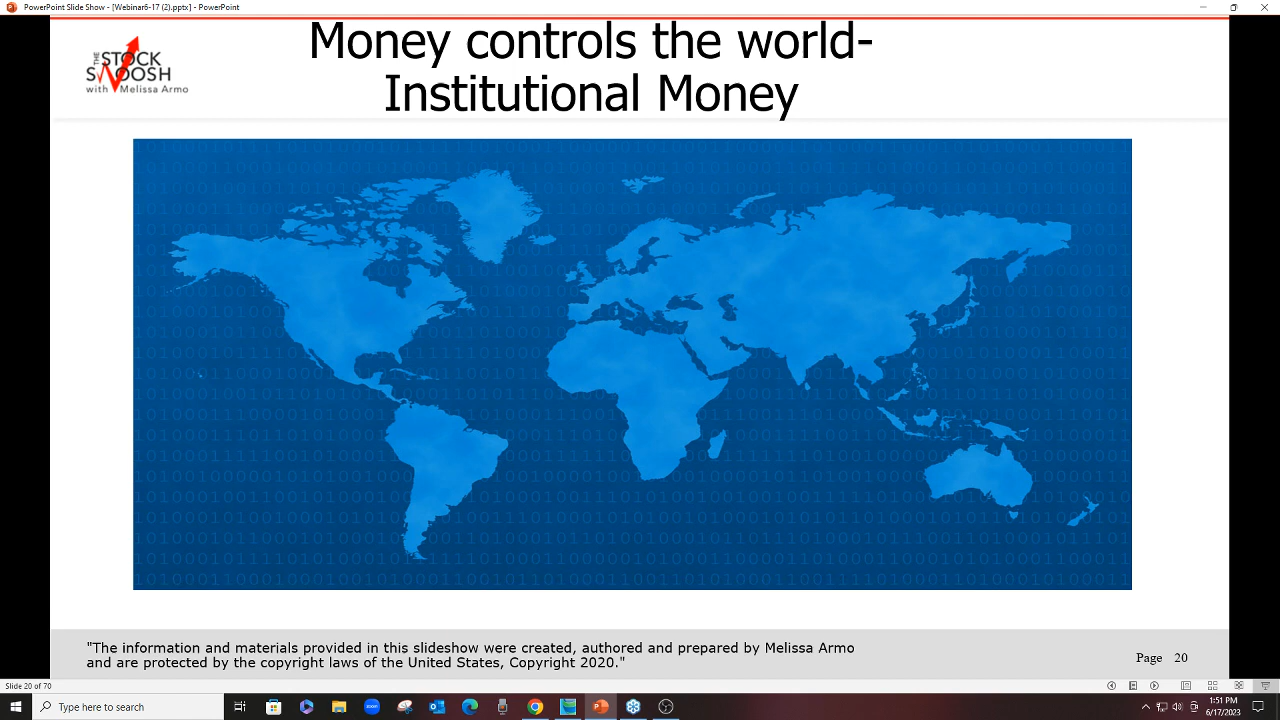 PowerPoint Slide Show - [Webinar6-17 (2).pptx] - PowerPoint
Money controls the world-
Institutional Money
THE
STOCK
SWOOSH
with Melissa Armo
"The information and materials provided in this slideshow were created, authored and prepared by Melissa Armo
and are protected by the copyright laws of the United States, Copyright 2020."
Page 20
Slide 20 of 70
Type here to search
1:51 PM
6/17/2023